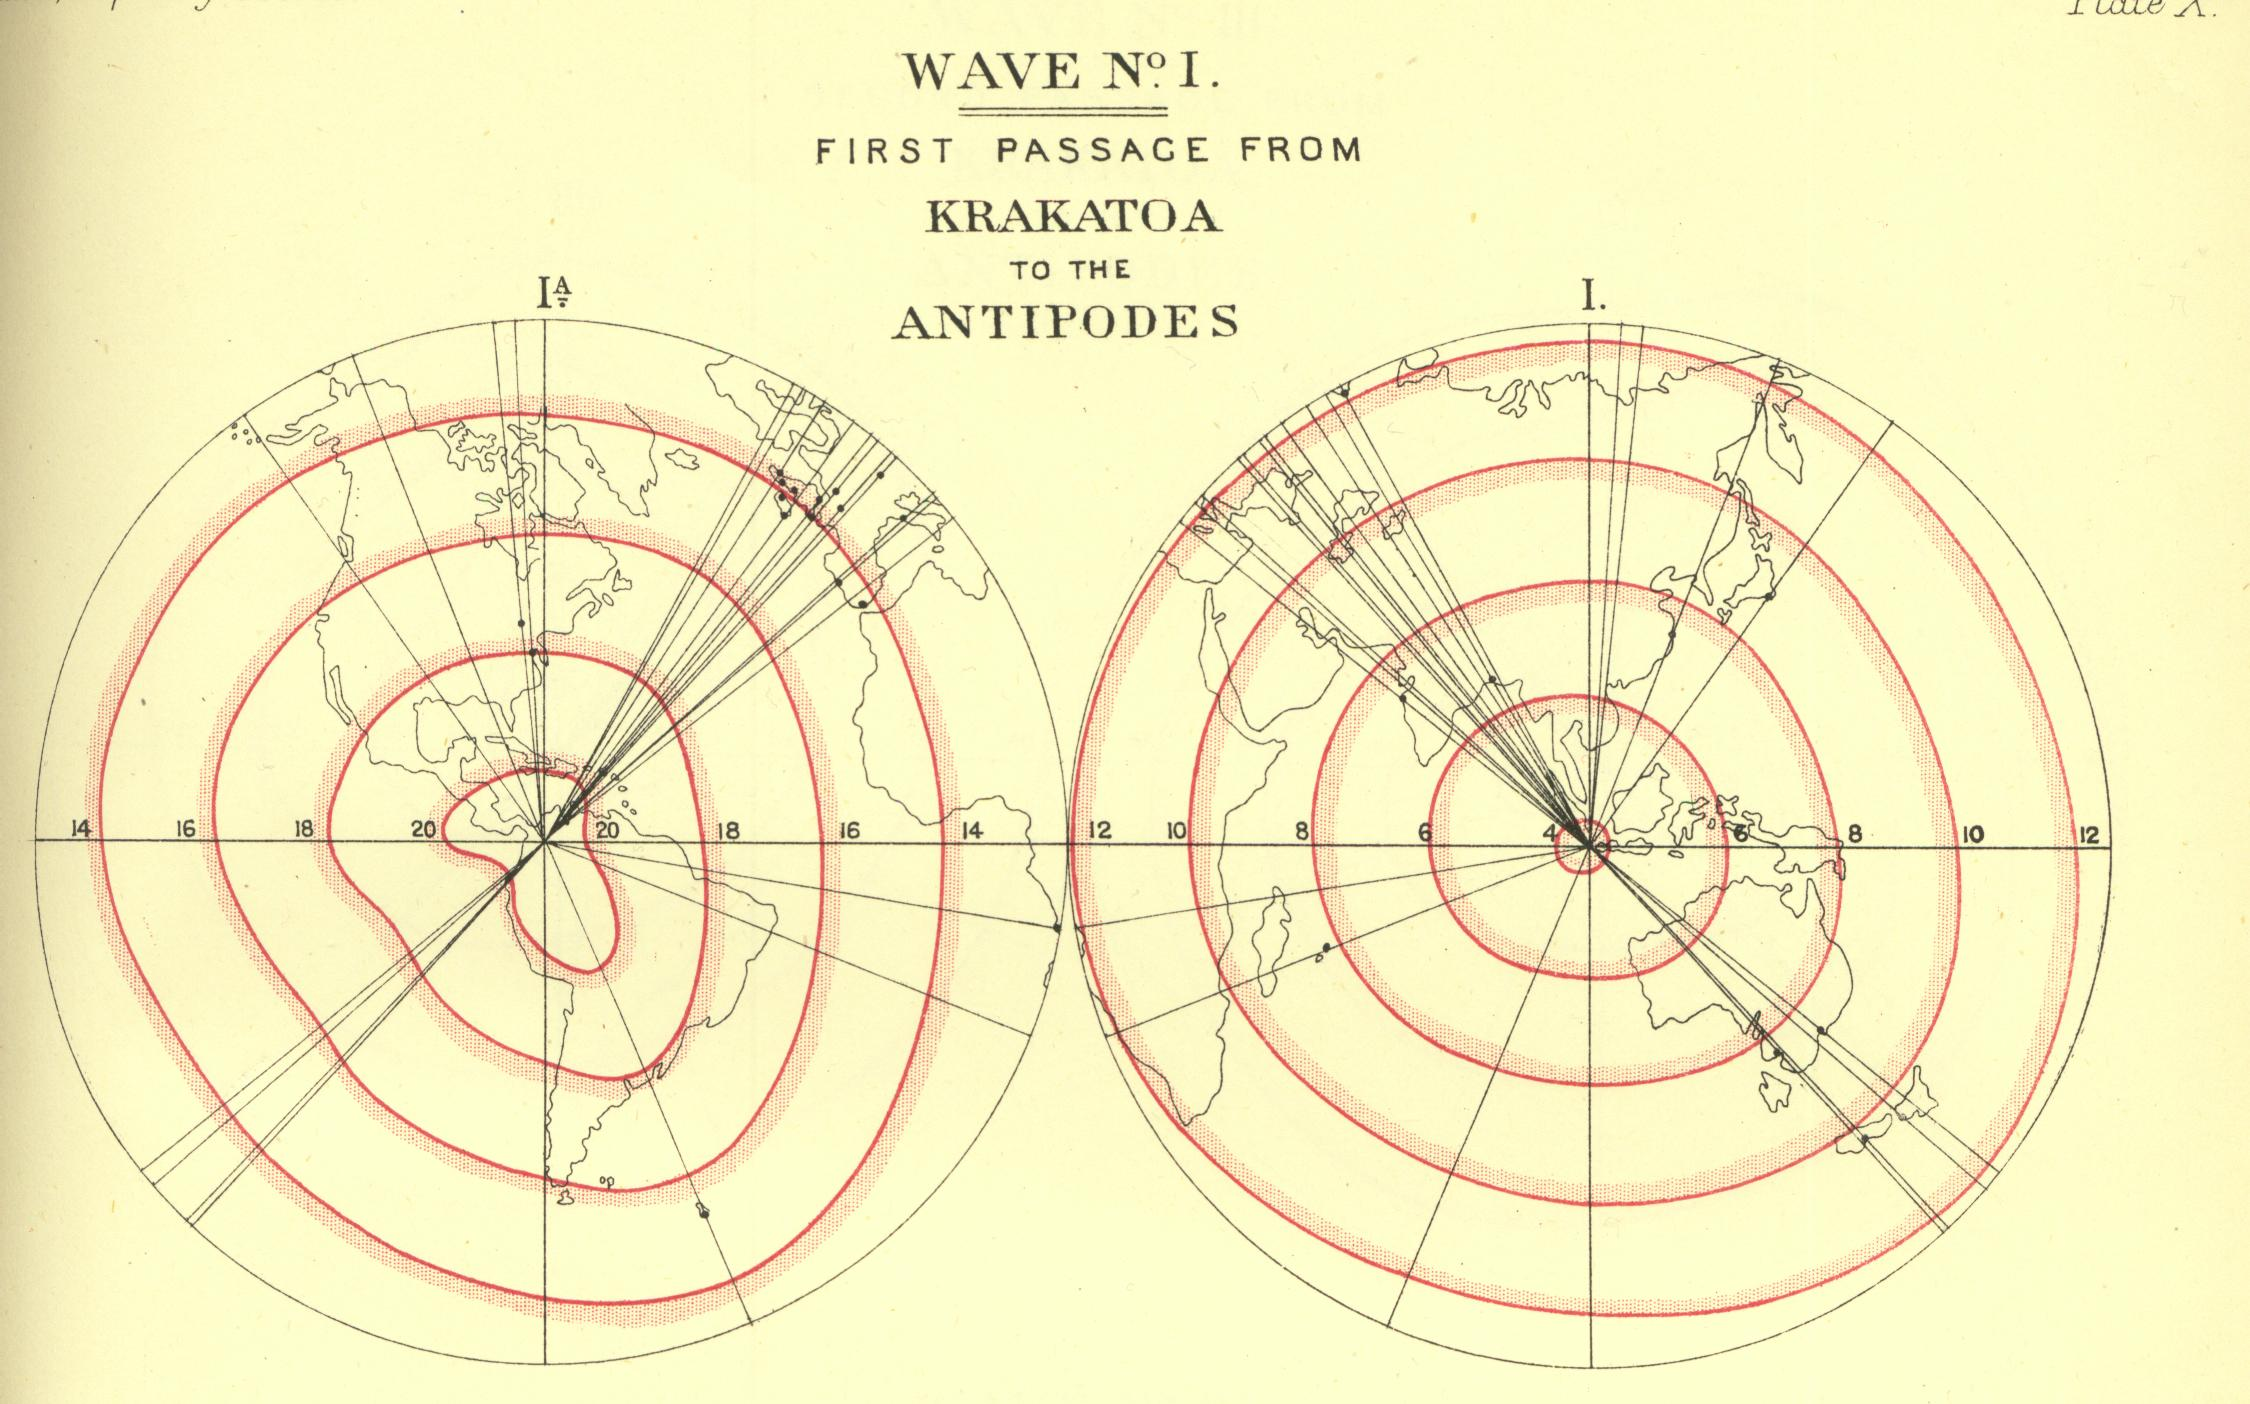 Plate X.
WAVE Nº I.
FIRST PASSAGE FROM
KRAKATOA
TO THE
ANTIPODES
IA.
I.
14 16 18 20 20 18 16 14
12 10 8 6 4 6 8 10 12